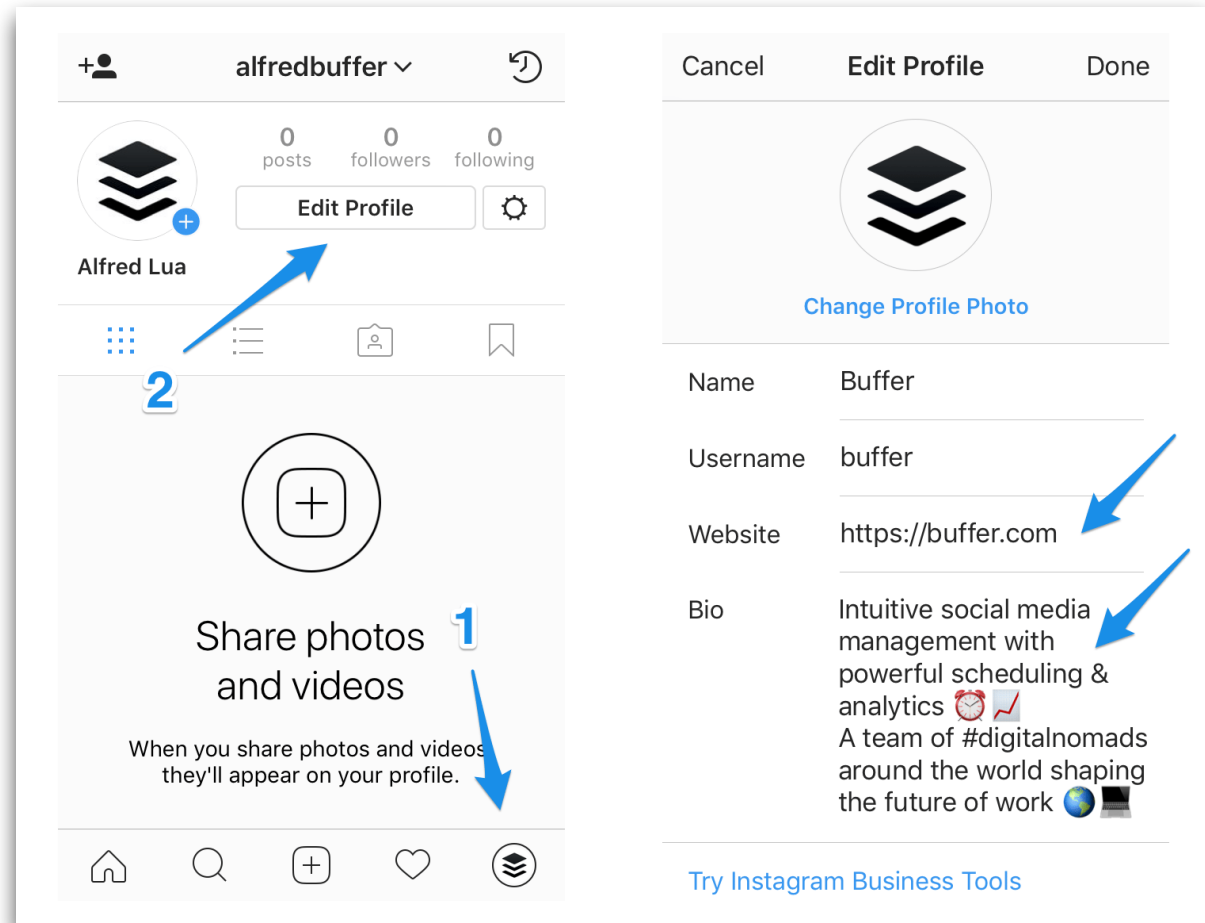 alfredbuffer
0 0 0
posts followers following
Edit Profile
Alfred Lua
2
Share photos
and videos
1
When you share photos and videos,
they'll appear on your profile.
Cancel Edit Profile Done
Change Profile Photo
Name Buffer
Username buffer
Website https://buffer.com
Bio Intuitive social media
management with
powerful scheduling &
analytics ⏰📈
A team of #digitalnomads
around the world shaping
the future of work 🌎💻
Try Instagram Business Tools